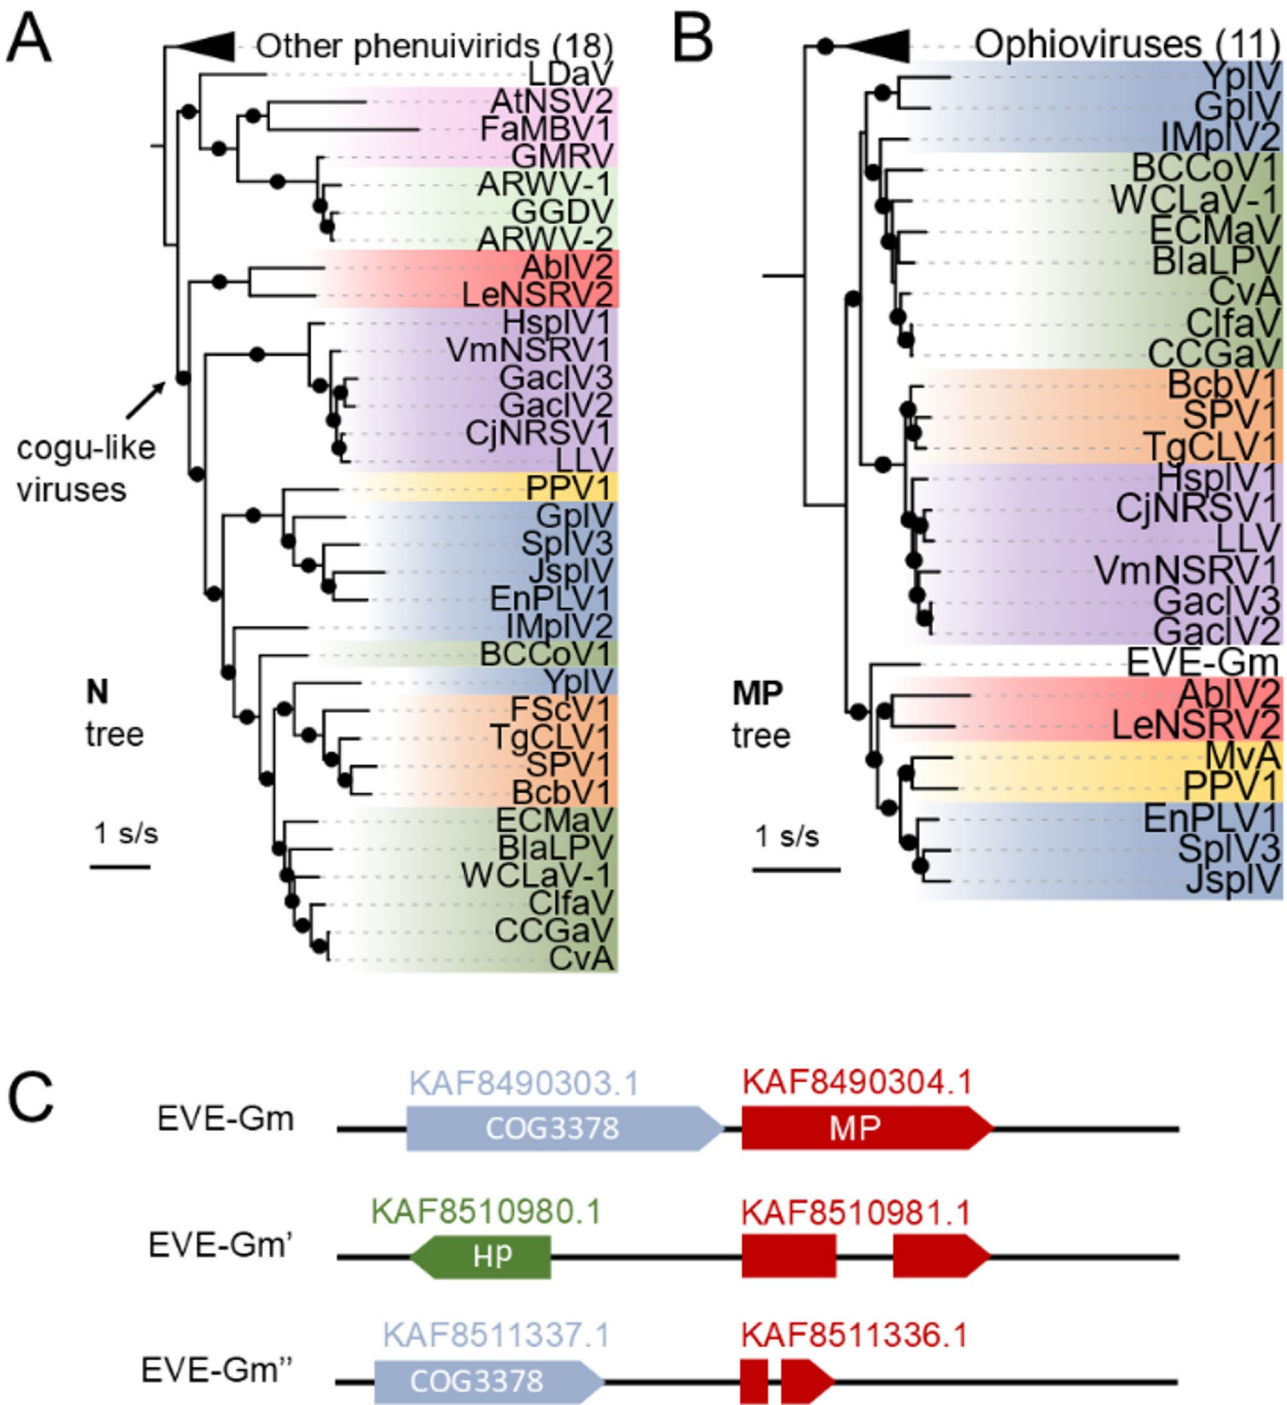 A
Other phenuivirids (18)
LDaV
AtNSV2
FaMBV1
GMRV
ARWV-1
GGDV
ARWV-2
AbIV2
LeNSRV2
HspIV1
VmNSRV1
GacIV3
GacIV2
CjNRSV1
LLV
PPV1
GpIV
SpIV3
JspIV
EnPLV1
IMpIV2
BCCoV1
YpIV
FScV1
TgCLV1
SPV1
BcbV1
ECMaV
BlaLPV
WCLaV-1
ClfaV
CCGaV
CvA
cogu-like
viruses
N
tree
1 s/s
B
Ophioviruses (11)
YpIV
GpIV
IMpIV2
BCCoV1
WCLaV-1
ECMaV
BlaLPV
CvA
ClfaV
CCGaV
BcbV1
SPV1
TgCLV1
HspIV1
CjNRSV1
LLV
VmNSRV1
GacIV3
GacIV2
EVE-Gm
AbIV2
LeNSRV2
MvA
PPV1
EnPLV1
SpIV3
JspIV
MP
tree
1 s/s
C
KAF8490303.1 KAF8490304.1
EVE-Gm COG3378 MP
KAF8510980.1 KAF8510981.1
EVE-Gm' Hp
KAF8511337.1 KAF8511336.1
EVE-Gm" COG3378